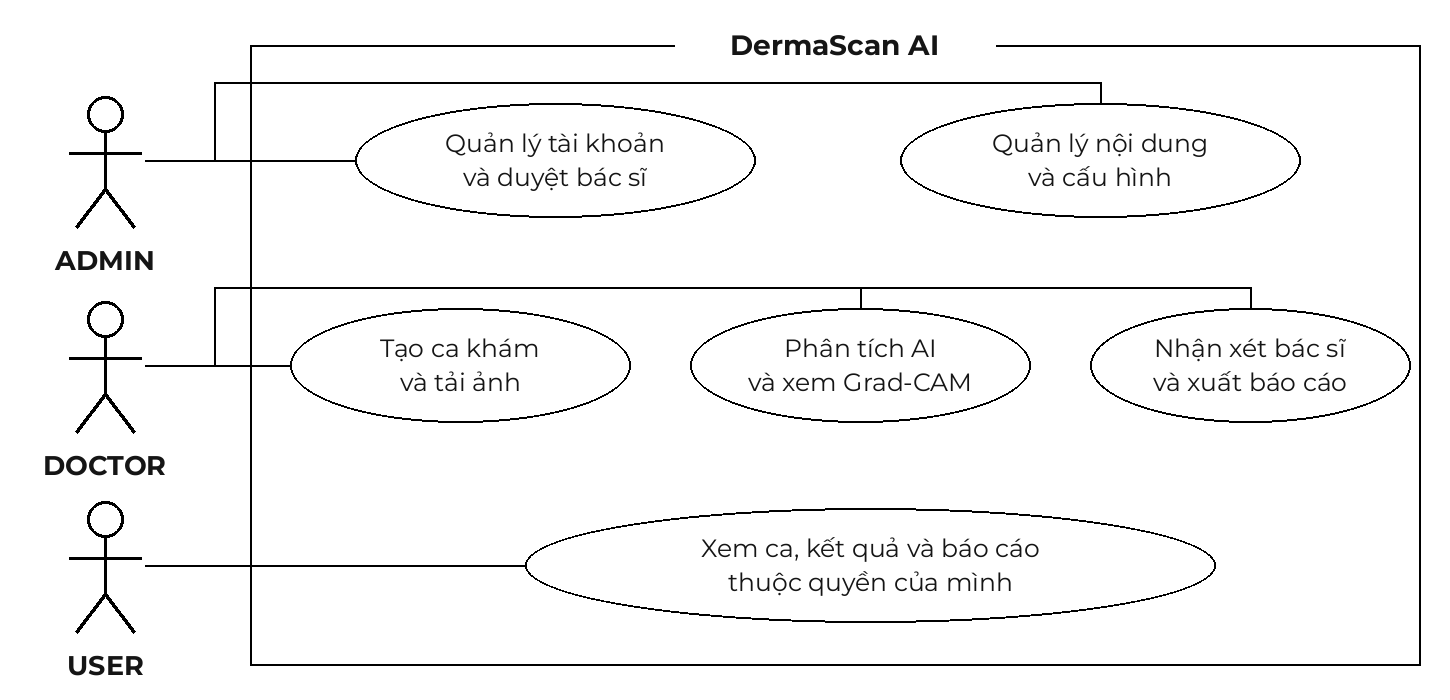 DermaScan AI
Quản lý tài khoản
và duyệt bác sĩ
Quản lý nội dung
và cấu hình
ADMIN
Tạo ca khám
và tải ảnh
Phân tích AI
và xem Grad-CAM
Nhận xét bác sĩ
và xuất báo cáo
DOCTOR
Xem ca, kết quả và báo cáo
thuộc quyền của mình
USER